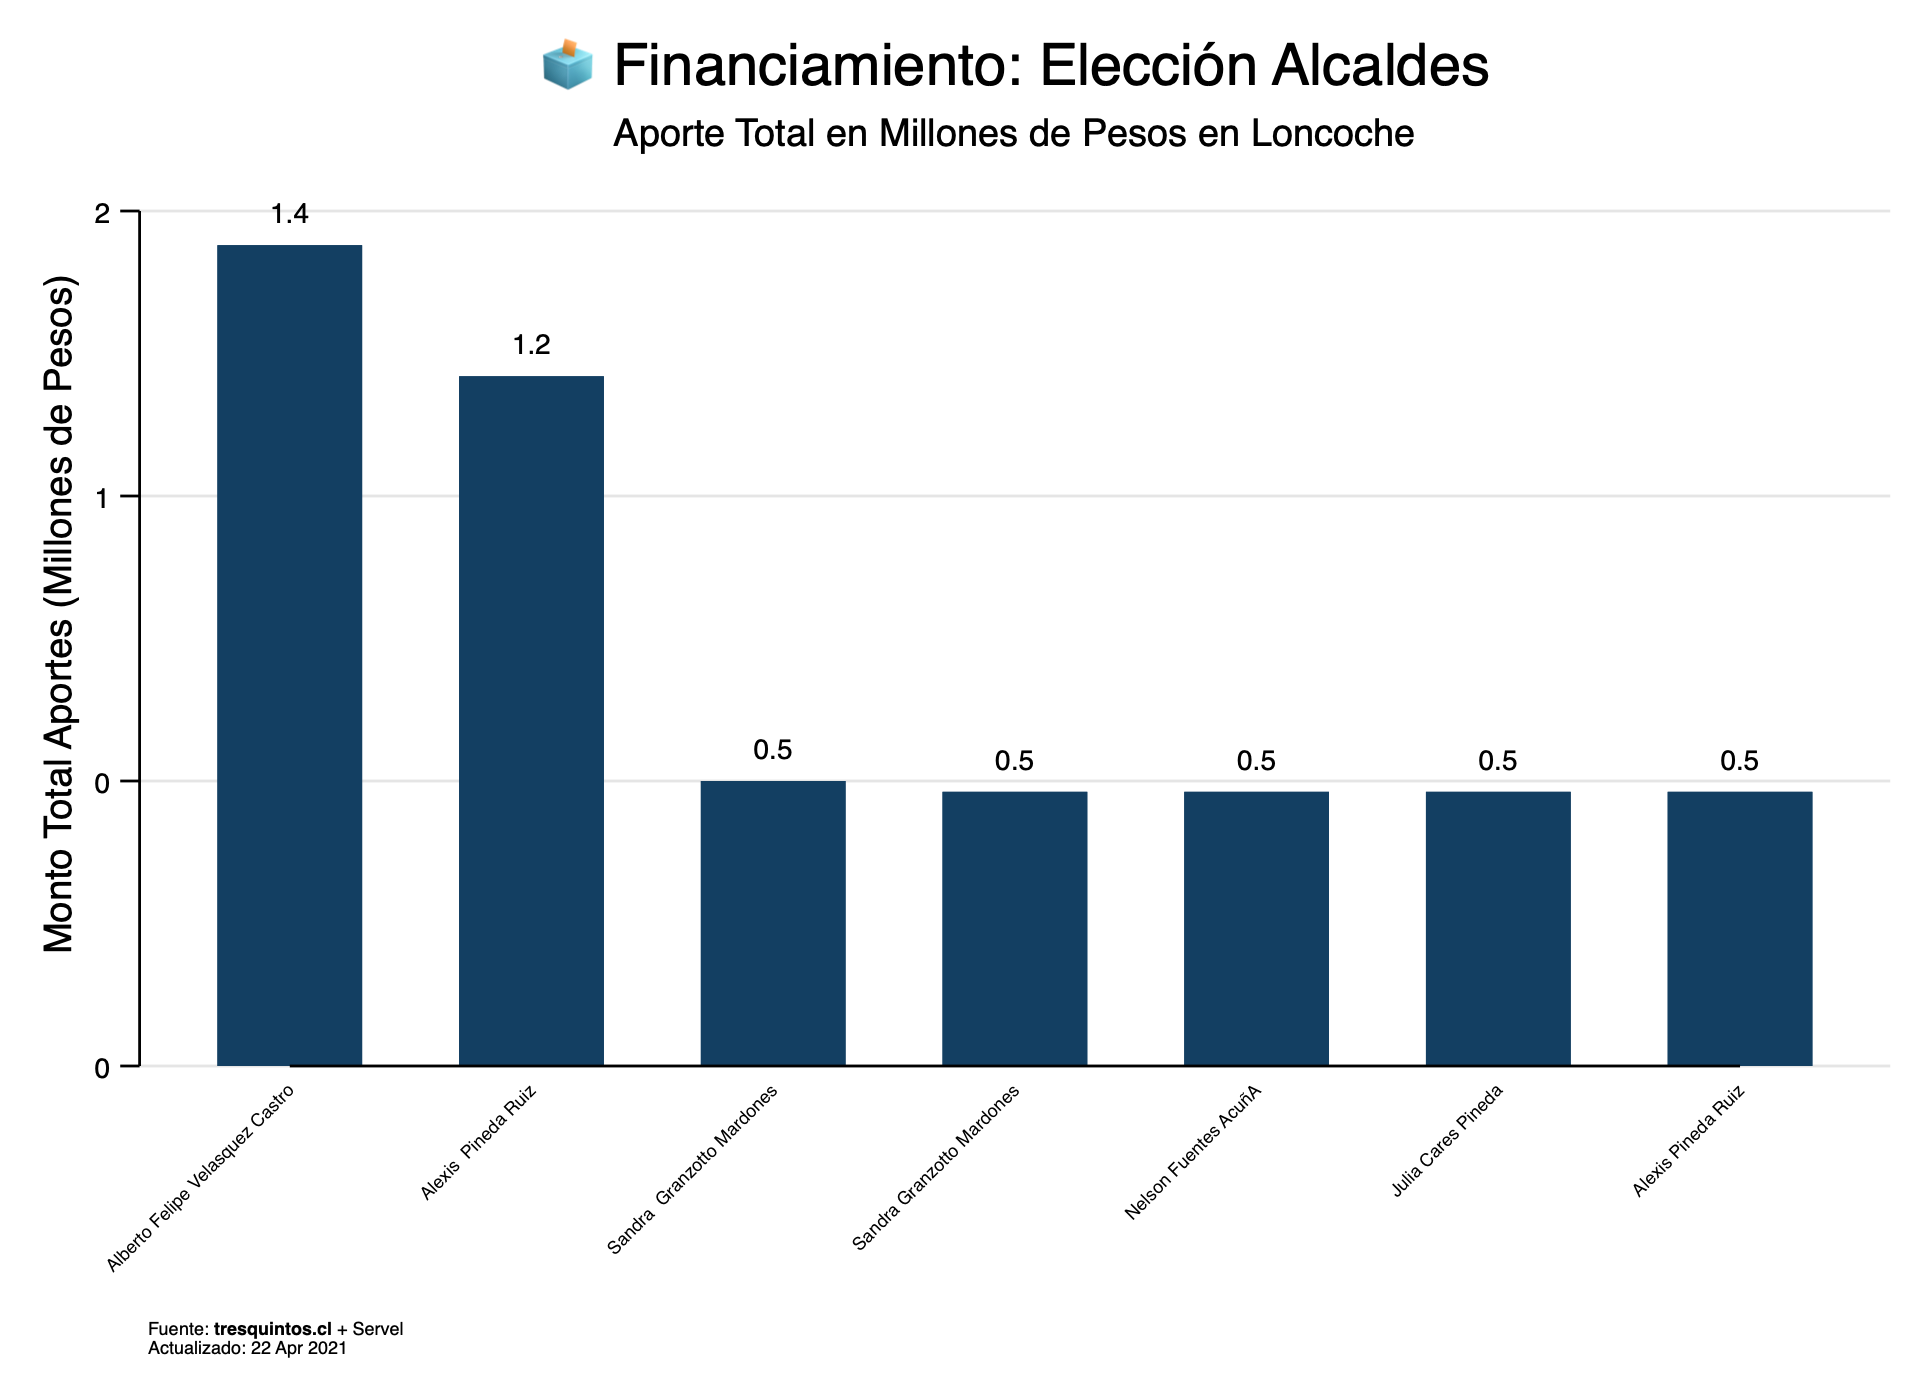 Financiamiento: Elección Alcaldes
Aporte Total en Millones de Pesos en Loncoche
Monto Total Aportes (Millones de Pesos)
2
1
0
0
1.4
1.2
0.5
0.5
0.5
0.5
0.5
Alberto Felipe Velasquez Castro
Alexis  Pineda Ruiz
Sandra  Granzotto Mardones
Sandra Granzotto Mardones
Nelson Fuentes AcuñA
Julia Cares Pineda
Alexis Pineda Ruiz
Fuente: tresquintos.cl + Servel
Actualizado: 22 Apr 2021